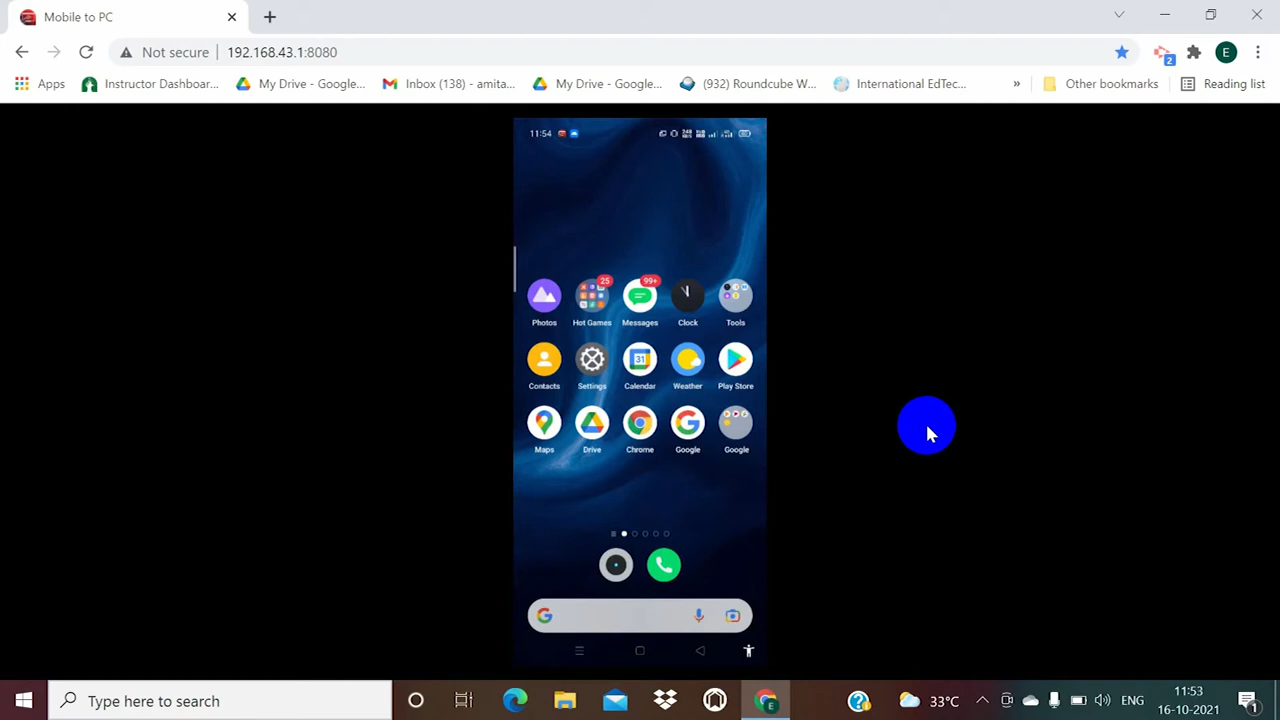 Mobile to PC
Not secure
192.168.43.1:8080
E
2
Apps
Instructor Dashboar...
My Drive - Google...
Inbox (138) - amita...
My Drive - Google...
(932) Roundcube W...
International EdTec...
»
Other bookmarks
Reading list
11:54
25
99+
Photos
Hot Games
Messages
Clock
Tools
31
Contacts
Settings
Calendar
Weather
Play Store
Maps
Drive
Chrome
Google
Google
Type here to search
33°C
ENG
11:53
16-10-2021
1